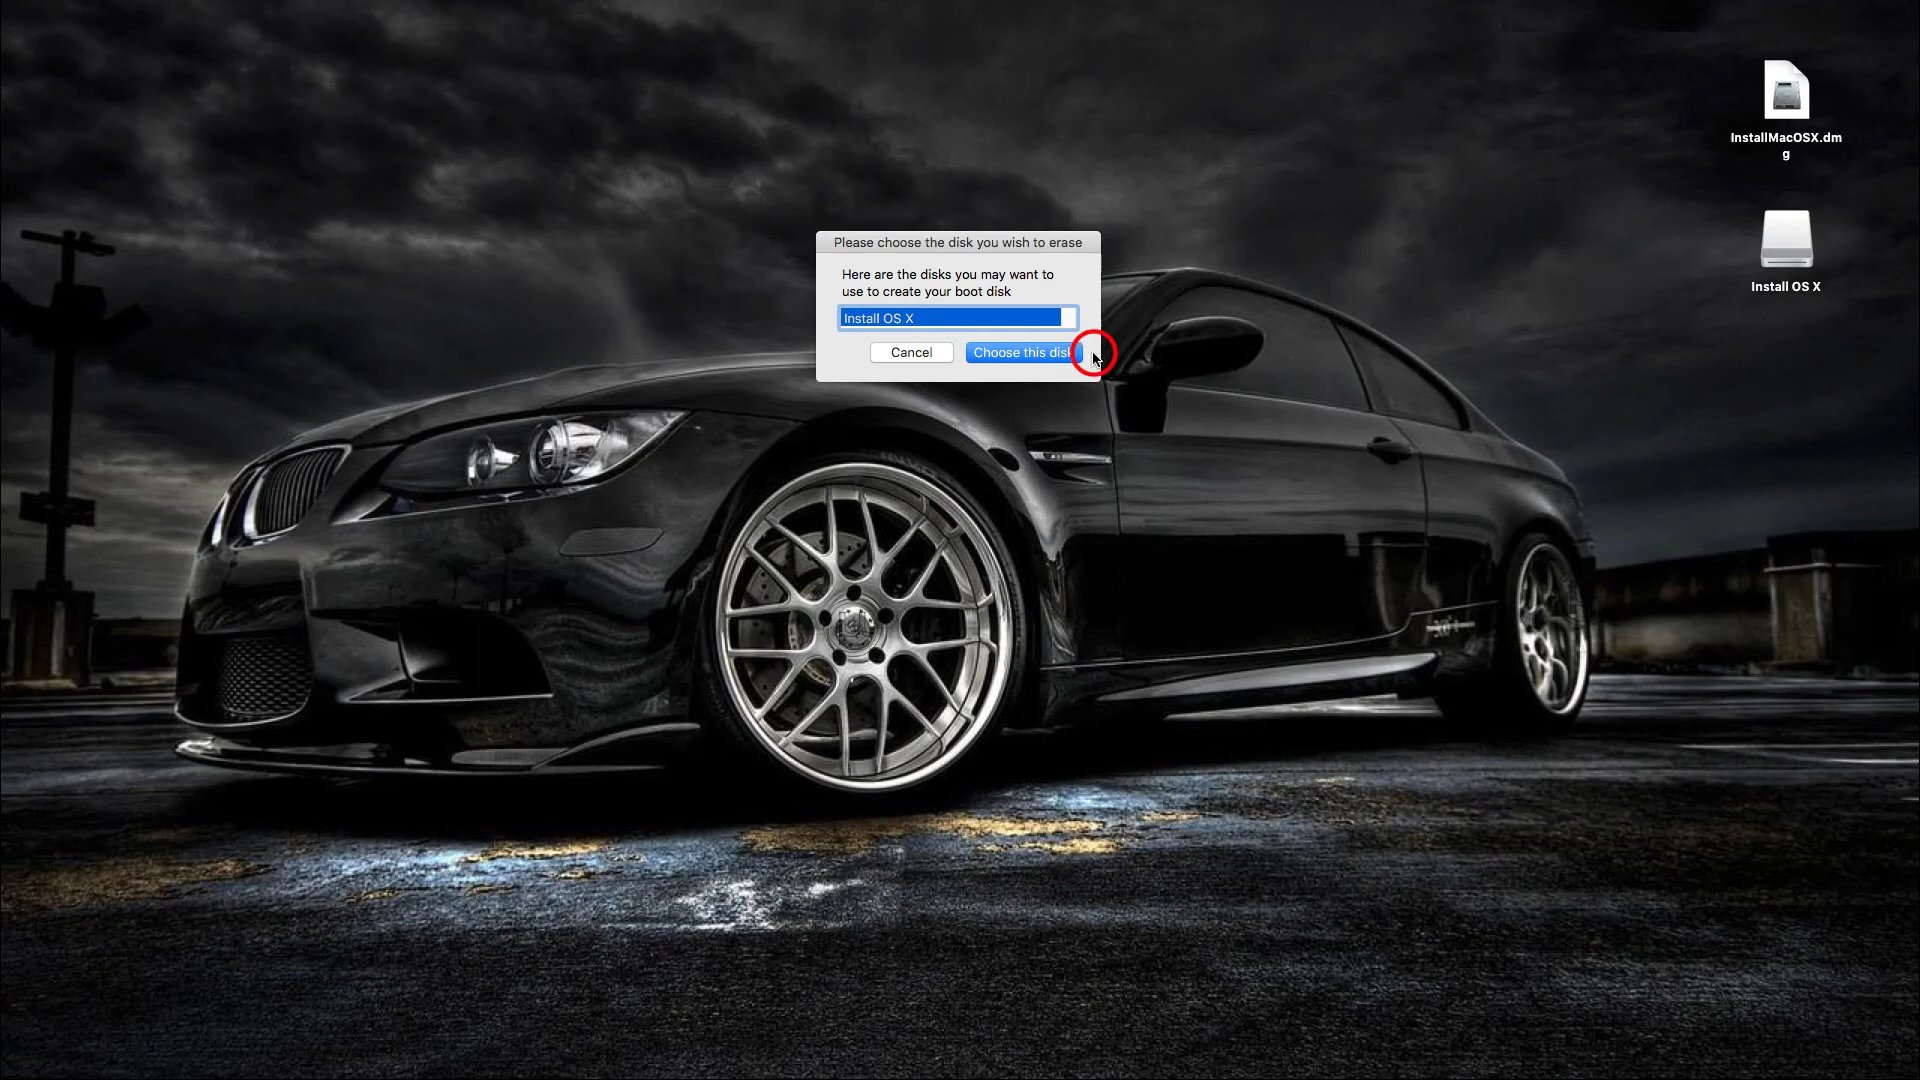 InstallMacOSX.dm
g
Install OS X
Please choose the disk you wish to erase
Here are the disks you may want to
use to create your boot disk
Install OS X
Cancel
Choose this disk